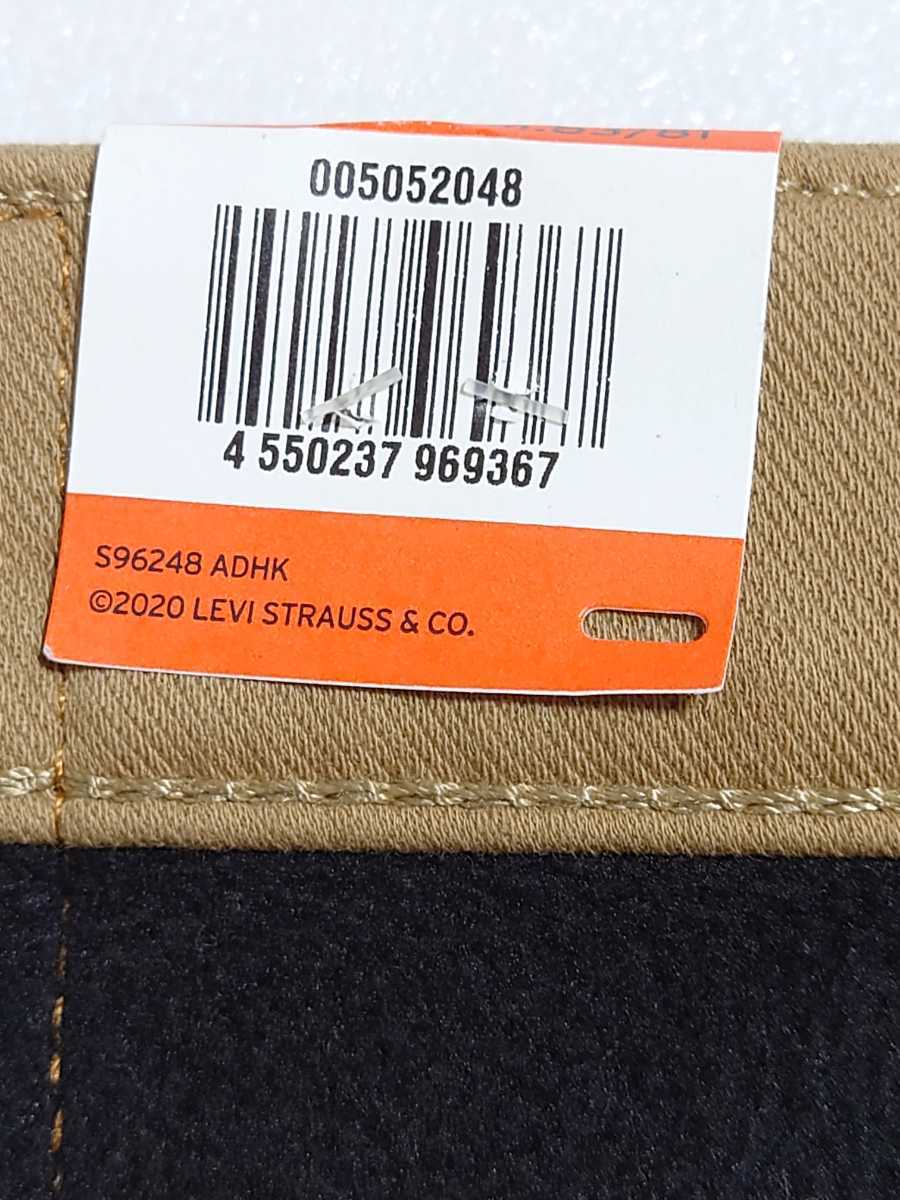 005052048
4 550237 969367
S96248 ADHK
©2020 LEVI STRAUSS & CO.